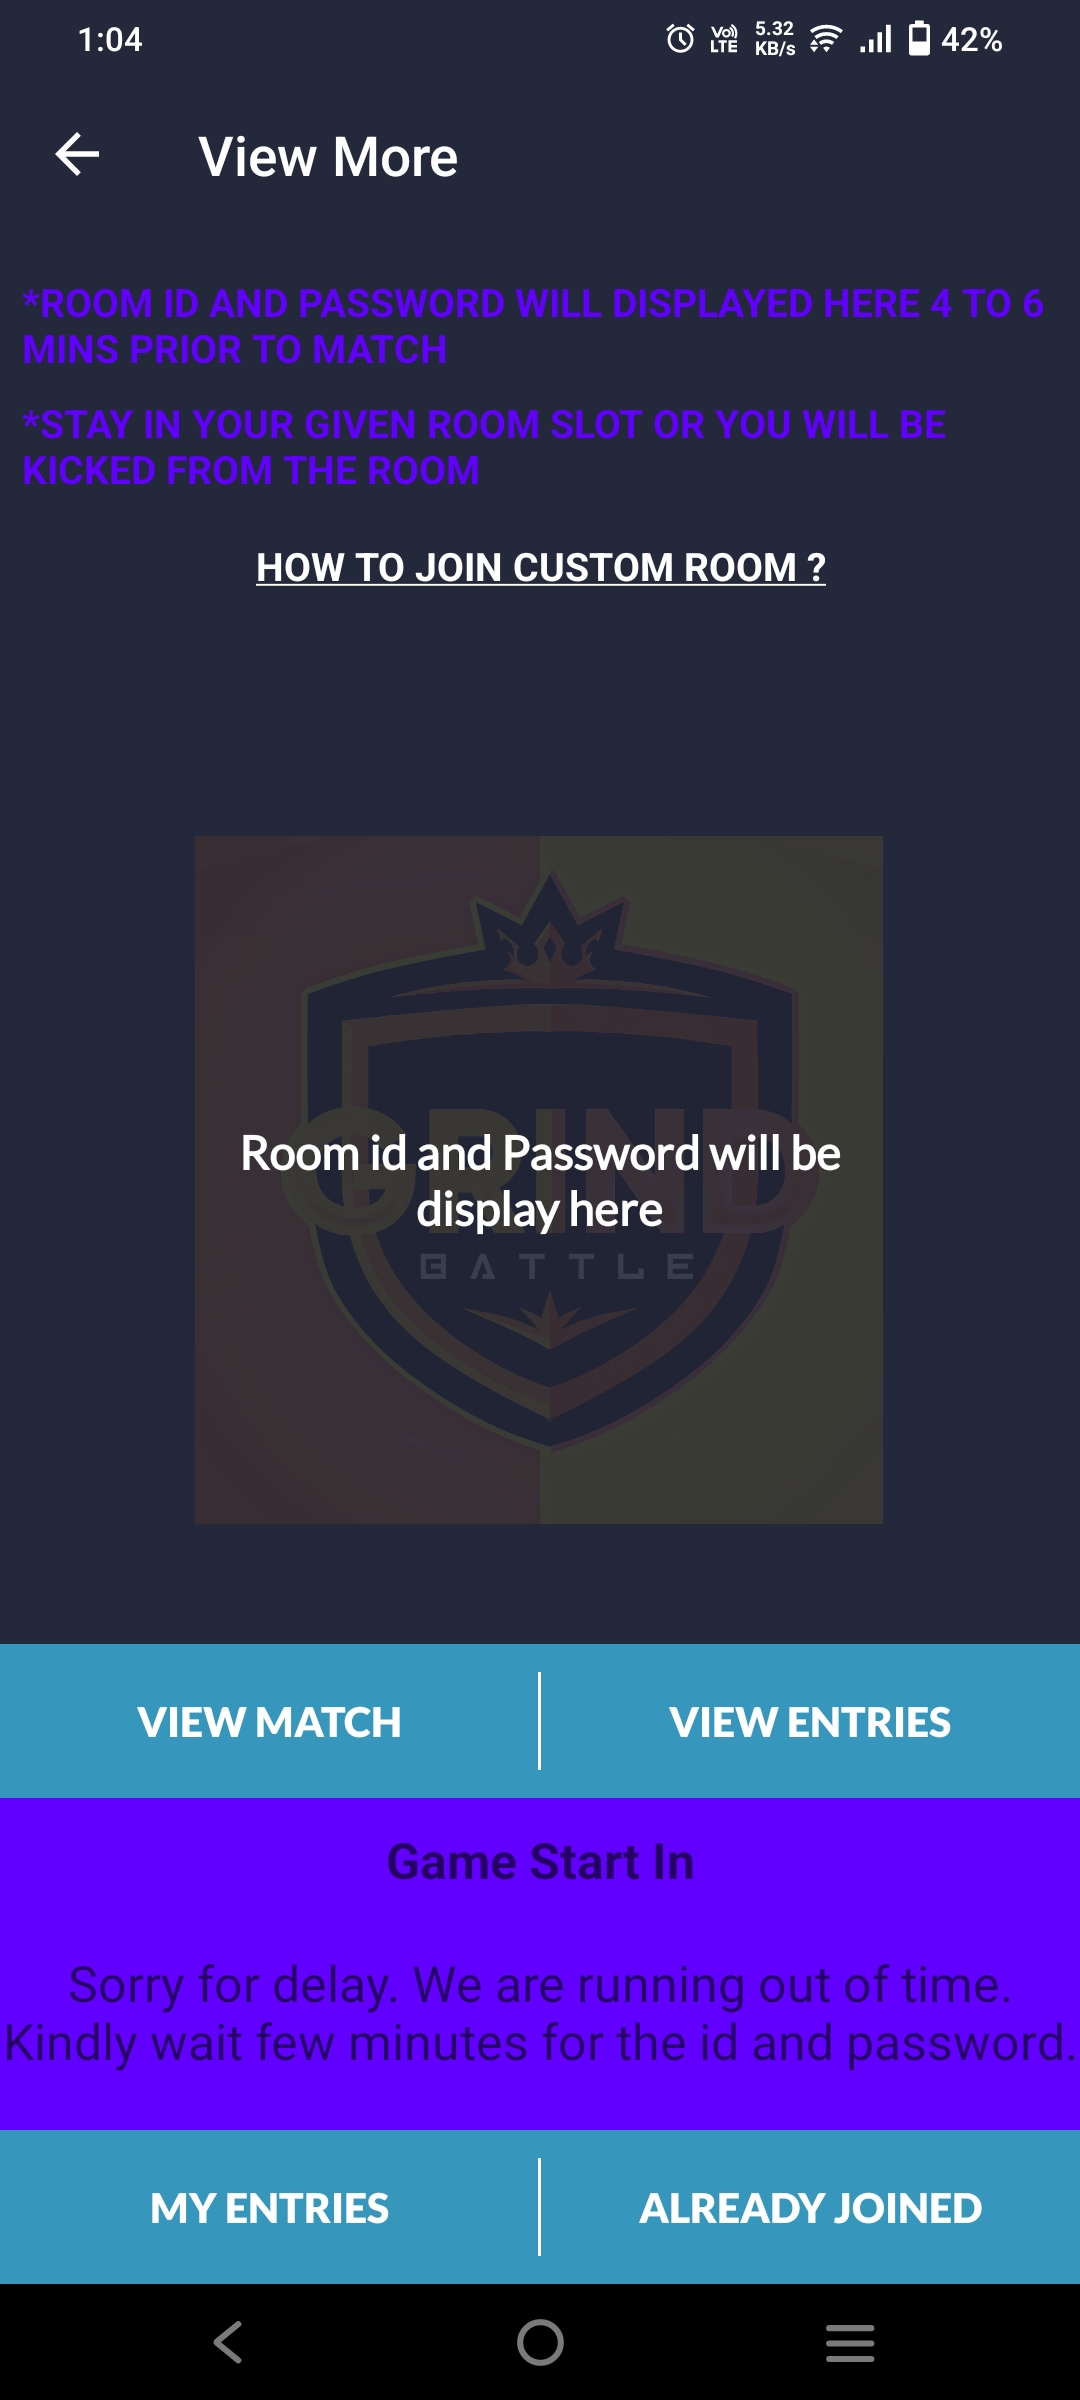 1:04
Vo)) LTE
5.32 KB/s
42%
View More
*ROOM ID AND PASSWORD WILL DISPLAYED HERE 4 TO 6
MINS PRIOR TO MATCH
*STAY IN YOUR GIVEN ROOM SLOT OR YOU WILL BE
KICKED FROM THE ROOM
HOW TO JOIN CUSTOM ROOM ?
GRIND
Room id and Password will be
display here
BATTLE
VIEW MATCH
VIEW ENTRIES
Game Start In
Sorry for delay. We are running out of time.
Kindly wait few minutes for the id and password.
MY ENTRIES
ALREADY JOINED